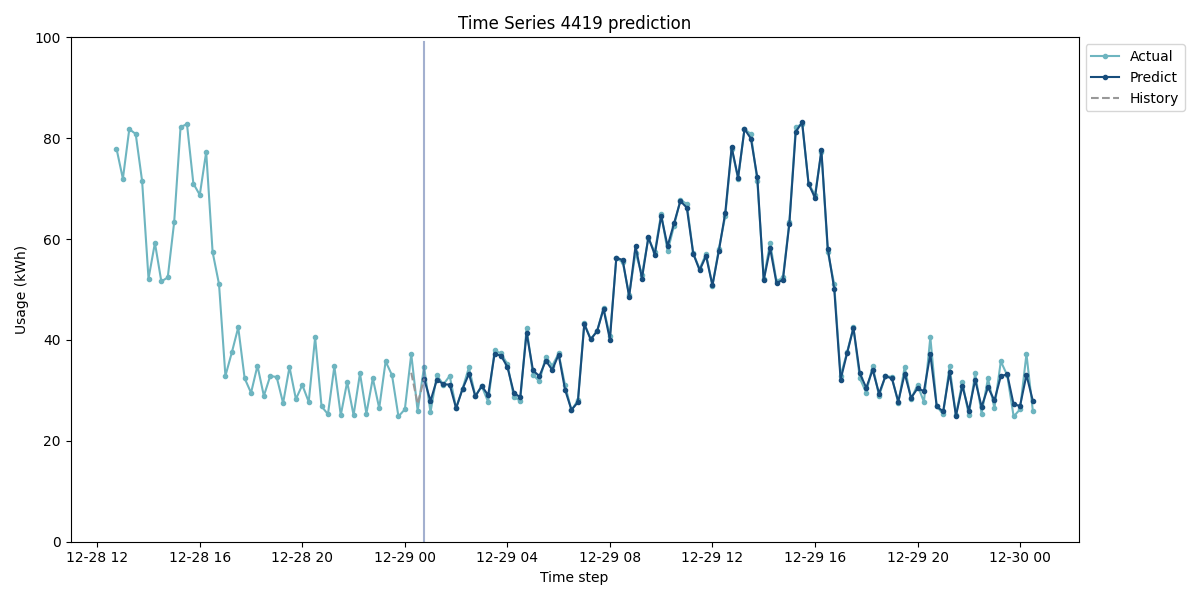 Time Series 4419 prediction
Actual
Predict
History
Usage (kWh)
100
80
60
40
20
0
12-28 12
12-28 16
12-28 20
12-29 00
12-29 04
12-29 08
12-29 12
12-29 16
12-29 20
12-30 00
Time step